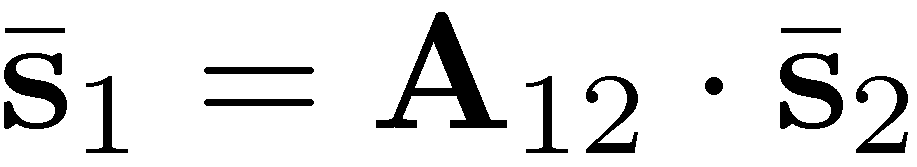 s̄₁ = A₁₂ · s̄₂